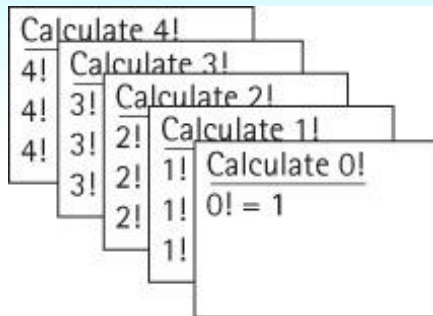 Calculate 4!
4!
4!
4!
Calculate 3!
3!
3!
3!
Calculate 2!
2!
2!
2!
Calculate 1!
1!
1!
1!
Calculate 0!
0! = 1